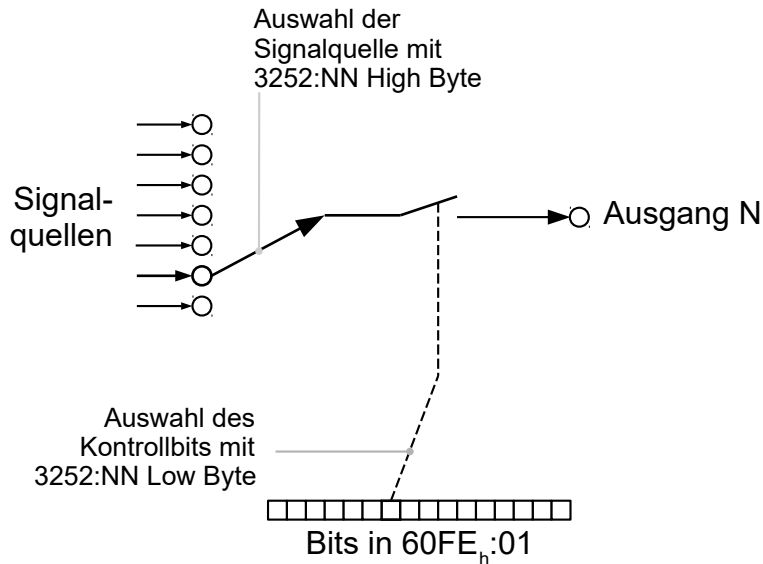 Auswahl der
Signalquelle mit
3252:NN High Byte
Signal-
quellen
Ausgang N
Auswahl des
Kontrollbits mit
3252:NN Low Byte
Bits in 60FEh:01